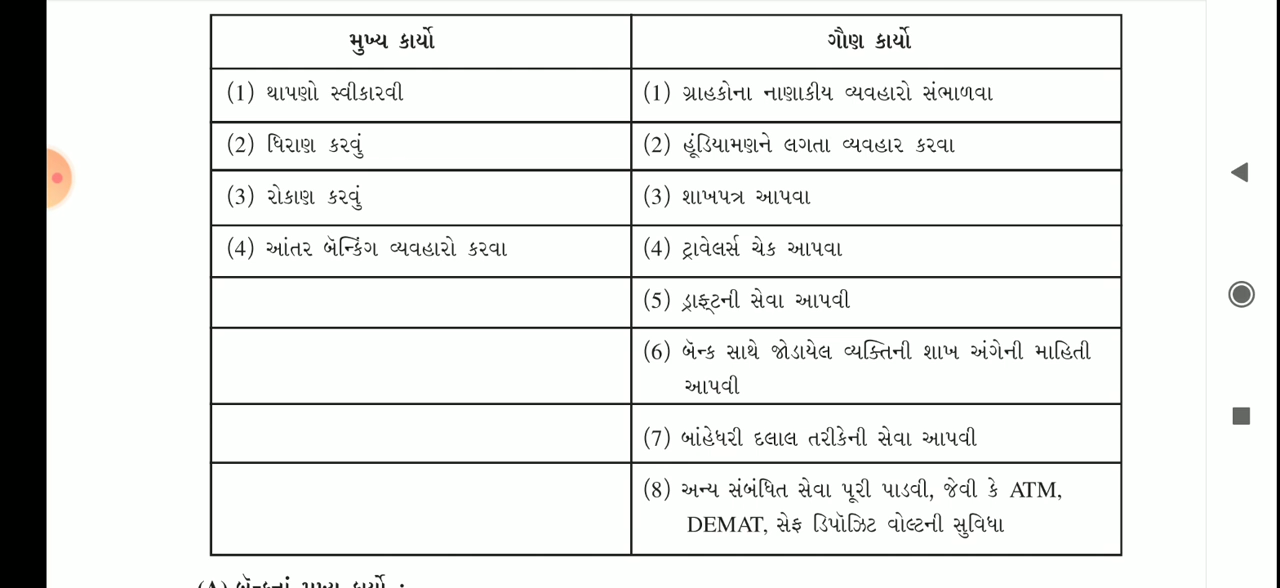 મુખ્ય કાર્યો ગૌણ કાર્યો
(1) થાપણો સ્વીકારવી (1) ગ્રાહકોના નાણાકીય વ્યવહારો સંભાળવા
(2) ધિરાણ કરવું (2) હૂંડિયામણને લગતા વ્યવહાર કરવા
(3) રોકાણ કરવું (3) શાખપત્ર આપવા
(4) આંતર બૅન્કિંગ વ્યવહારો કરવા (4) ટ્રાવેલર્સ ચેક આપવા
(5) ડ્રાફ્ટની સેવા આપવી
(6) બૅન્ક સાથે જોડાયેલ વ્યક્તિની શાખ અંગેની માહિતી
આપવી
(7) બાંહેધરી દલાલ તરીકેની સેવા આપવી
(8) અન્ય સંબંધિત સેવા પૂરી પાડવી, જેવી કે ATM,
DEMAT, સેફ ડિપૉઝિટ વોલ્ટની સુવિધા
(A) બૅન્કનાં મુખ્ય કાર્યો :